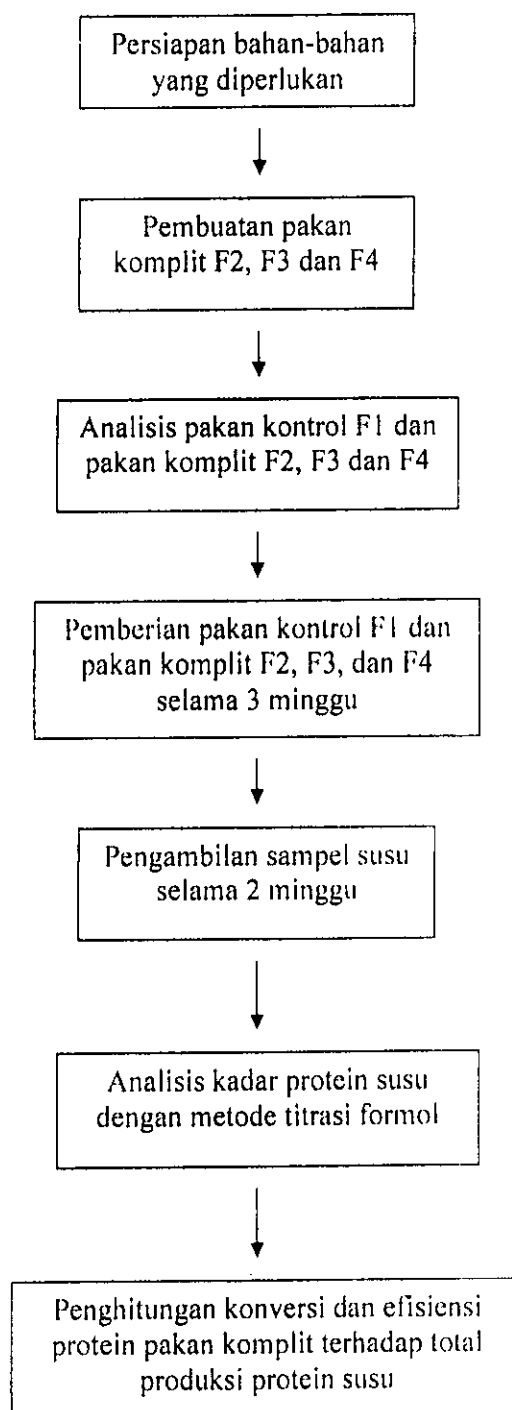 Persiapan bahan-bahan
yang diperlukan
Pembuatan pakan
komplit F2, F3 dan F4
Analisis pakan kontrol F1 dan
pakan komplit F2, F3 dan F4
Pemberian pakan kontrol F1 dan
pakan komplit F2, F3, dan F4
selama 3 minggu
Pengambilan sampel susu
selama 2 minggu
Analisis kadar protein susu
dengan metode titrasi formol
Penghitungan konversi dan efisiensi
protein pakan komplit terhadap total
produksi protein susu